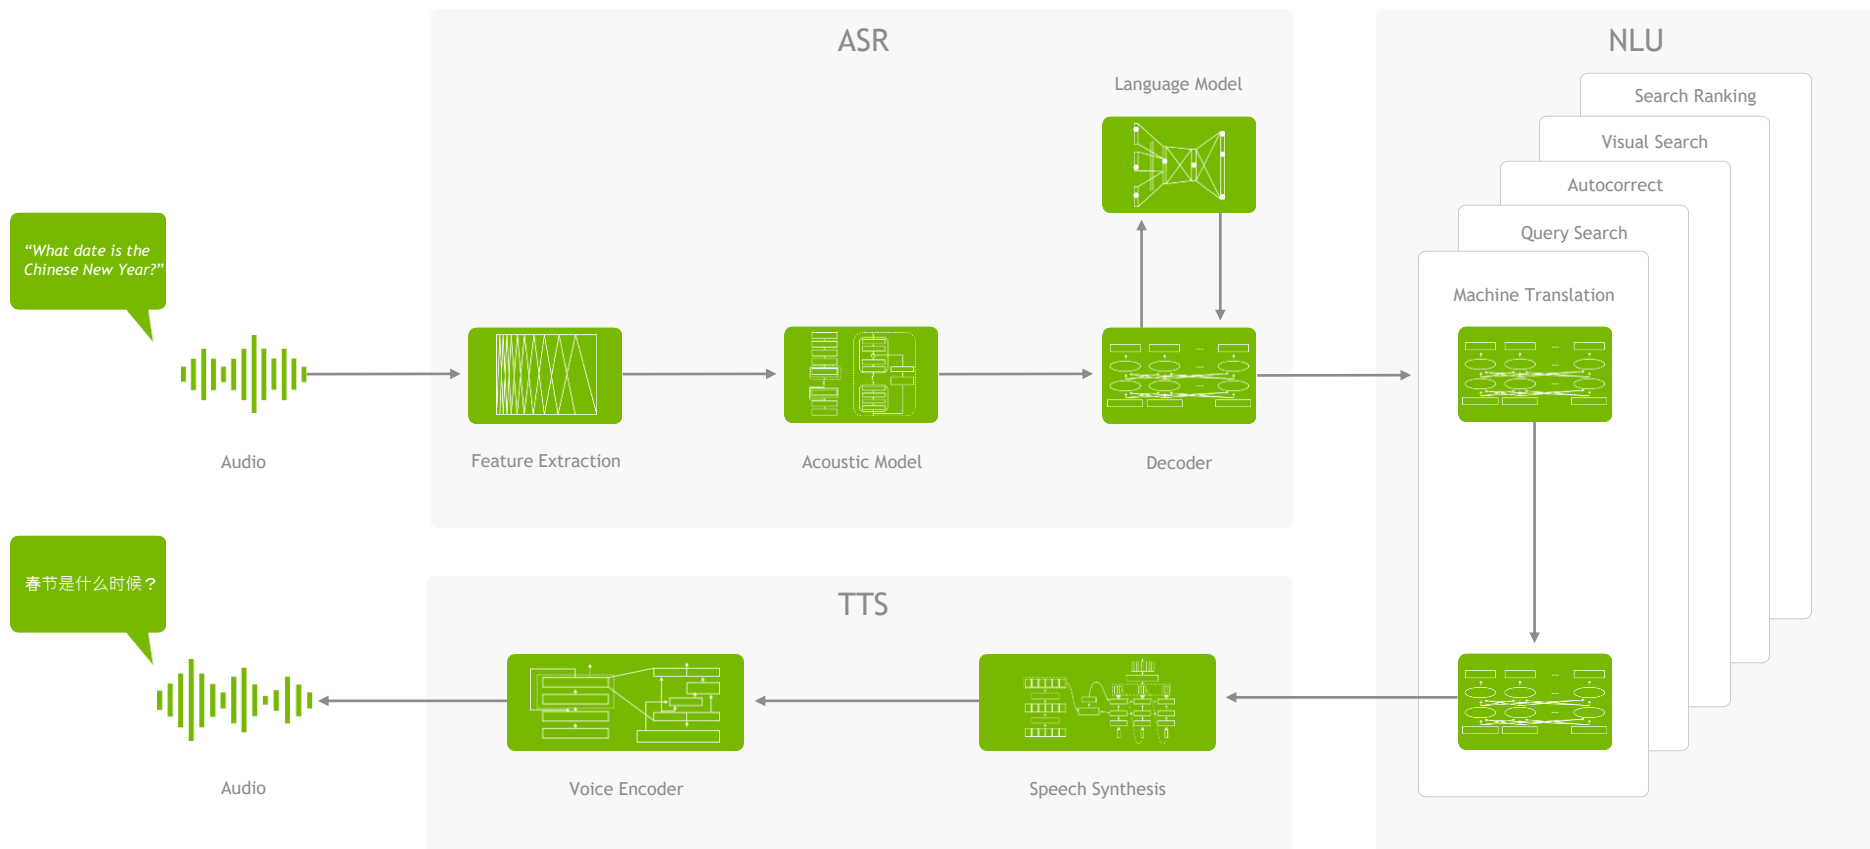 ASR
NLU
Language Model
Search Ranking
Visual Search
Autocorrect
Query Search
Machine Translation
“What date is the
Chinese New Year?”
Audio
Feature Extraction
Acoustic Model
Decoder
春节是什么时候？
TTS
Audio
Voice Encoder
Speech Synthesis